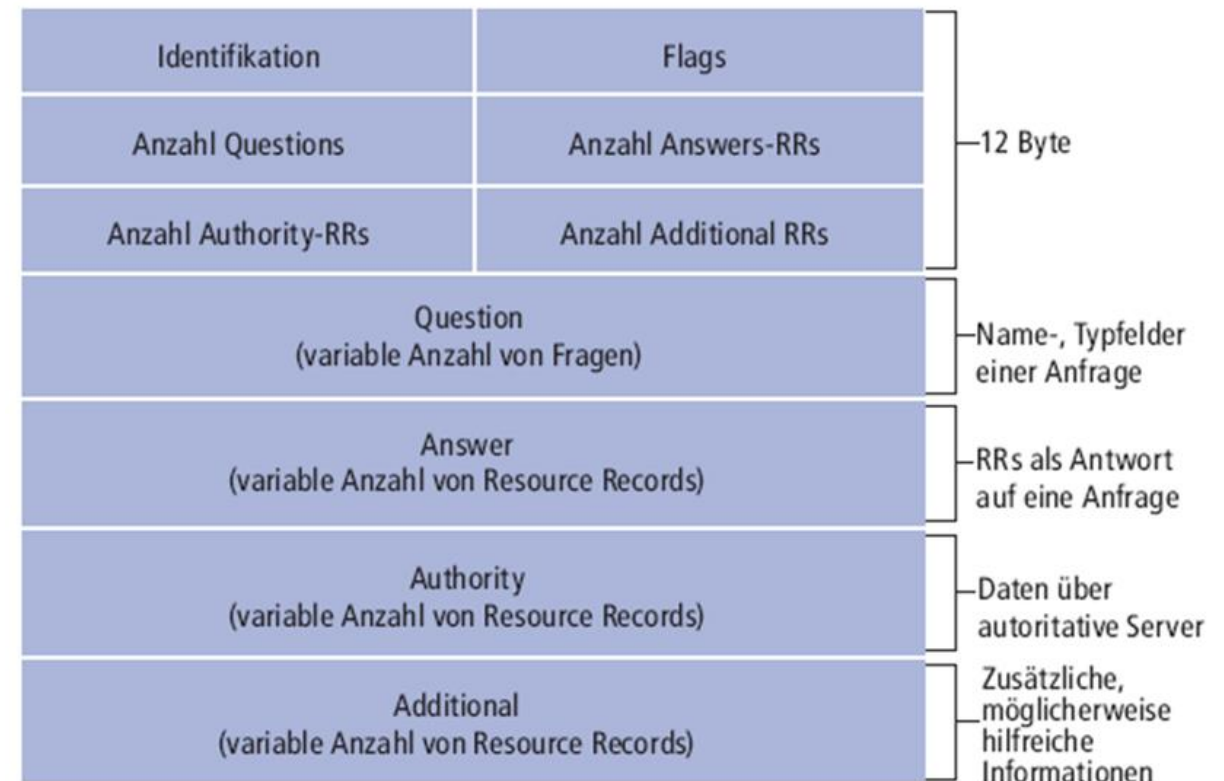 Identifikation
Flags
Anzahl Questions
Anzahl Answers-RRs
12 Byte
Anzahl Authority-RRs
Anzahl Additional RRs
Question
(variable Anzahl von Fragen)
Name-, Typfelder
einer Anfrage
Answer
(variable Anzahl von Resource Records)
RRs als Antwort
auf eine Anfrage
Authority
(variable Anzahl von Resource Records)
Daten über
autoritative Server
Additional
(variable Anzahl von Resource Records)
Zusätzliche,
möglicherweise
hilfreiche
Informationen